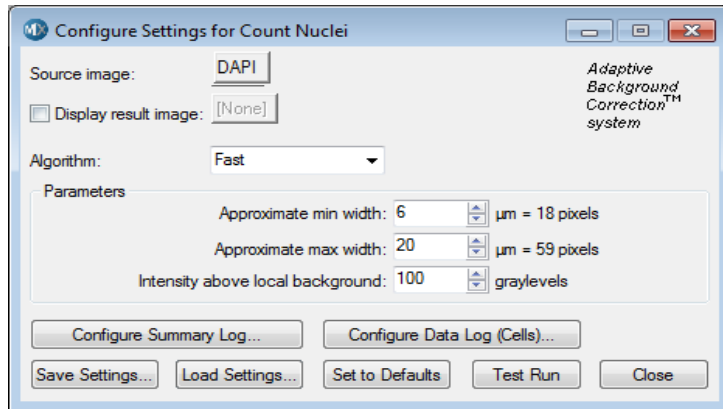 MX Configure Settings for Count Nuclei
Source image: DAPI
Display result image: [None]
Adaptive
Background
Correction™
system
Algorithm: Fast
Parameters
Approximate min width: 6 µm = 18 pixels
Approximate max width: 20 µm = 59 pixels
Intensity above local background: 100 graylevels
Configure Summary Log... Configure Data Log (Cells)...
Save Settings... Load Settings... Set to Defaults Test Run Close